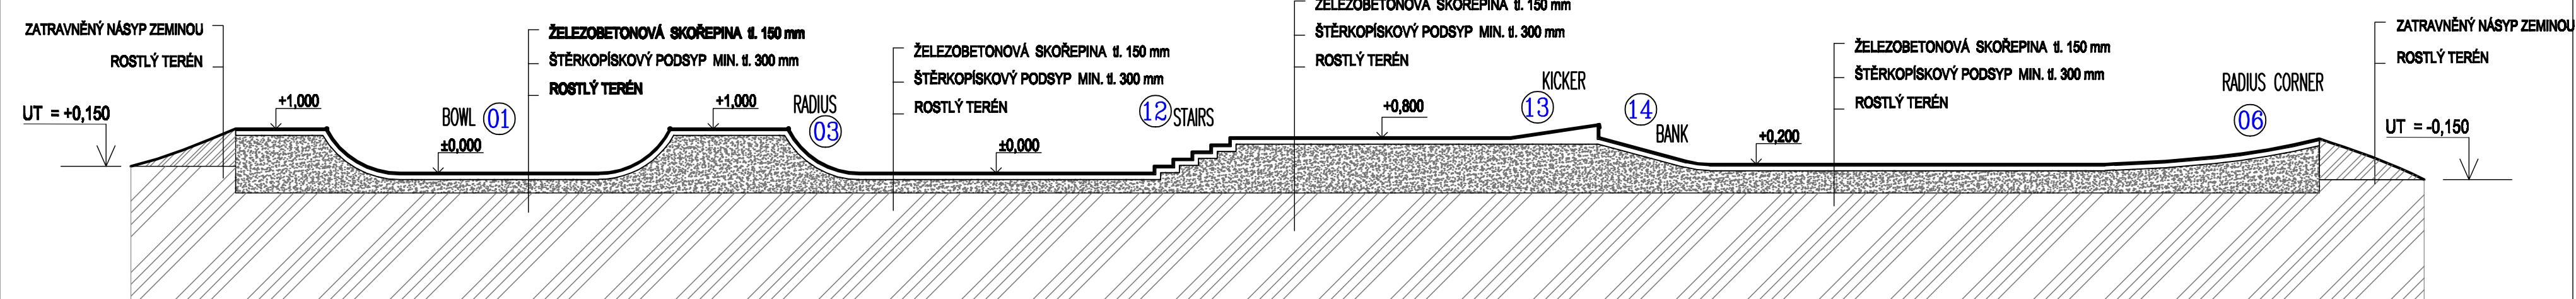 ZATRAVNĚNÝ NÁSYP ZEMINOU
ROSTLÝ TERÉN
UT = +0,150
+1,000
BOWL 01
±0,000
ŽELEZOBETONOVÁ SKOŘEPINA tl. 150 mm
ŠTĚRKOPÍSKOVÝ PODSYP MIN. tl. 300 mm
ROSTLÝ TERÉN
+1,000
RADIUS
03
ŽELEZOBETONOVÁ SKOŘEPINA tl. 150 mm
ŠTĚRKOPÍSKOVÝ PODSYP MIN. tl. 300 mm
ROSTLÝ TERÉN
±0,000
12 STAIRS
ŽELEZOBETONOVÁ SKOŘEPINA tl. 150 mm
ŠTĚRKOPÍSKOVÝ PODSYP MIN. tl. 300 mm
ROSTLÝ TERÉN
+0,800
KICKER
13
14
BANK
+0,200
ŽELEZOBETONOVÁ SKOŘEPINA tl. 150 mm
ŠTĚRKOPÍSKOVÝ PODSYP MIN. tl. 300 mm
ROSTLÝ TERÉN
RADIUS CORNER
06
ZATRAVNĚNÝ NÁSYP ZEMINOU
ROSTLÝ TERÉN
UT = -0,150